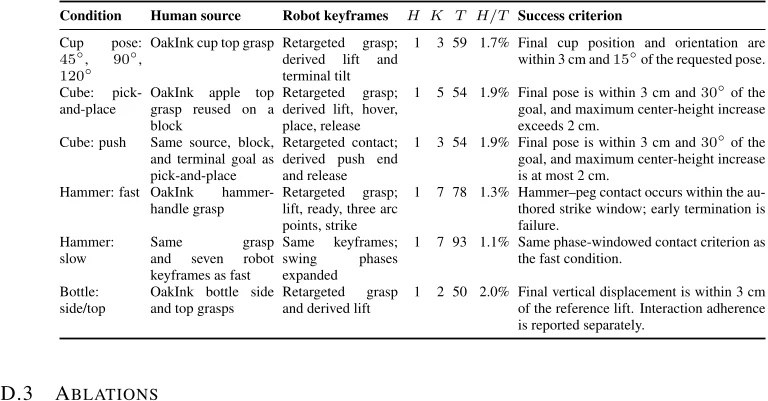 Condition Human source Robot keyframes H K T H/T Success criterion
Cup pose: OakInk cup top grasp Retargeted grasp; 1 3 59 1.7% Final cup position and orientation are
45°, 90°, derived lift and within 3 cm and 15° of the requested pose.
120° terminal tilt
Cube: pick- OakInk apple top Retargeted grasp; 1 5 54 1.9% Final pose is within 3 cm and 30° of the
and-place grasp reused on a derived lift, hover, goal, and maximum center-height increase
block place, release exceeds 2 cm.
Cube: push Same source, block, Retargeted contact; 1 3 54 1.9% Final pose is within 3 cm and 30° of the
and terminal goal as derived push end goal, and maximum center-height increase
pick-and-place and release is at most 2 cm.
Hammer: fast OakInk hammer- Retargeted grasp; 1 7 78 1.3% Hammer–peg contact occurs within the au-
handle grasp lift, ready, three arc thored strike window; early termination is
points, strike failure.
Hammer: Same grasp Same keyframes; 1 7 93 1.1% Same phase-windowed contact criterion as
slow and seven robot swing phases the fast condition.
keyframes as fast expanded
Bottle: OakInk bottle side Retargeted grasp 1 2 50 2.0% Final vertical displacement is within 3 cm
side/top and top grasps and derived lift of the reference lift. Interaction adherence
is reported separately.
D.3 ABLATIONS